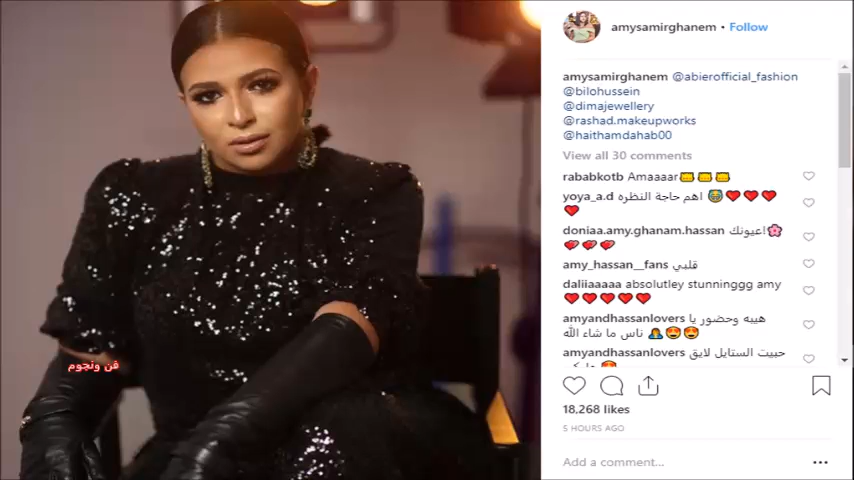 amysamirghanem • Follow
amysamirghanem @abierofficial_fashion
@bilohussein
@dimajewellery
@rashad.makeupworks
@haithamdahab00
View all 30 comments
rababkotb Amaaaar
yoya_a.d اهم حاجة النظره
doniaa.amy.ghanam.hassan اعيونك
amy_hassan__fans قلبي
daliiaaaaa absolutley stunninggg amy
amyandhassanlovers هيبه وحضور يا
ناس ما شاء الله
amyandhassanlovers حبيت الستايل لايق
فن ونجوم
18,268 likes
5 HOURS AGO
Add a comment...